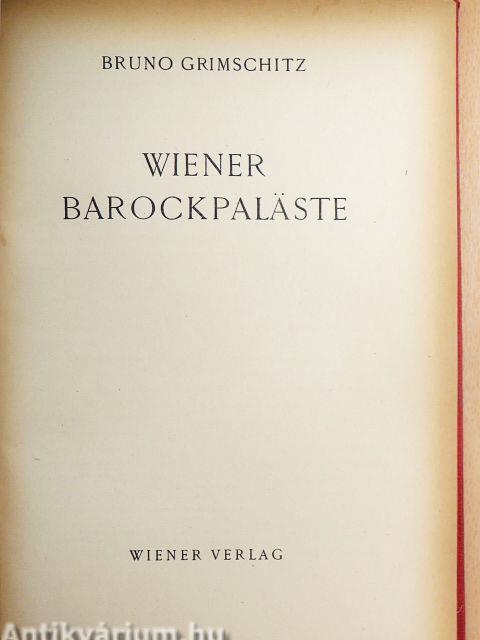 BRUNO GRIMSCHITZ
WIENER
BAROCKPALÄSTE
WIENER VERLAG
Antikvárium.hu